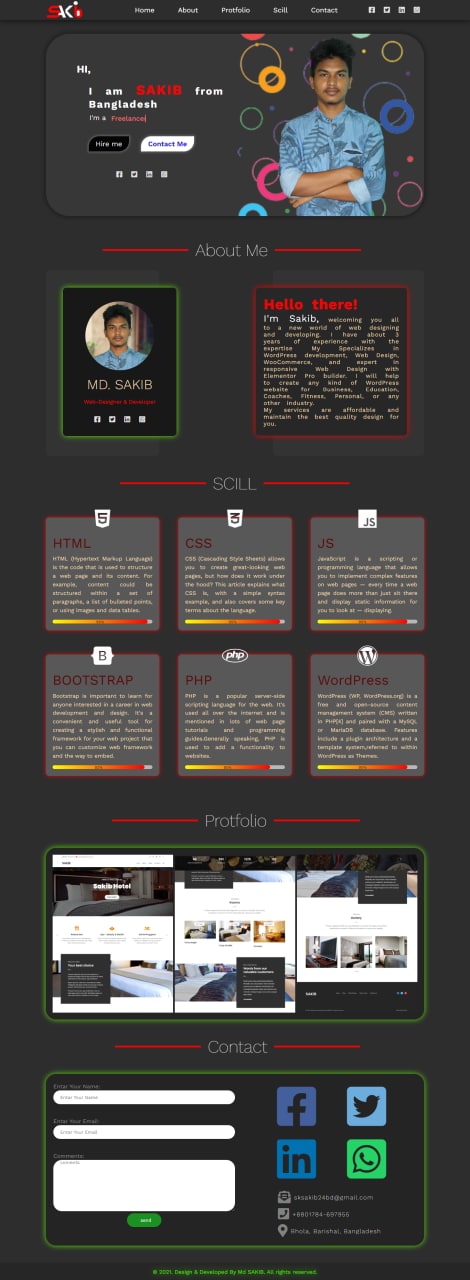 SAKib
Home About Protfolio Scill Contact
HI,
I am SAKIB from
Bangladesh
I'm a Freelancer|
Hire me Contact Me
About Me
MD. SAKIB
Web-Designer & Developer
Hello there!
I'm Sakib, welcoming you all
to a new world of web designing
and developing. I have about 3
years of experience with the
expertise My Specializes in
WordPress development, Web Design,
WooCommerce, and expert in
responsive Web Design with
Elementor Pro builder. I will help
to create any kind of WordPress
website for Business, Education,
Coaches, Fitness, Personal, or any
other industry.
My services are affordable and
maintain the best quality design for
you.
SCILL
HTML
HTML (Hypertext Markup Language)
is the code that is used to structure
a web page and its content. For
example, content could be
structured within a set of
paragraphs, a list of bulleted points,
or using images and data tables.
CSS
CSS (Cascading Style Sheets) allows
you to create great-looking web
pages, but how does it work under
the hood? This article explains what
CSS is, with a simple syntax
example, and also covers some key
terms about the language.
JS
JS
JavaScript is a scripting or
programming language that allows
you to implement complex features
on web pages — every time a web
page does more than just sit there
and display static information for
you to look at — displaying.
B
BOOTSTRAP
Bootstrap is important to learn for
anyone interested in a career in web
development and design. It's a
convenient and useful tool for
creating a stylish and functional
framework for your web project that
you can customize web framework
and the way to embed.
php
PHP
PHP is a popular server-side
scripting language for the web. It's
used all over the internet and is
mentioned in lots of web page
tutorials and programming
guides.Generally speaking, PHP is
used to add a functionality to
websites.
WordPress
WordPress (WP, WordPress.org) is a
free and open-source content
management system (CMS) written
in PHP[4] and paired with a MySQL
or MariaDB database. Features
include a plugin architecture and a
template system,referred to within
WordPress as Themes.
Protfolio
Sakib Hotel
Your best choice
Words from our
Valuable customers
SAKIB
Contact
Entar Your Name:
Entar Your Name
Entar Your Email:
Entar Your Email
Comments:
coments
send
sksakib24bd@gmail.com
+8801784-697955
Bhola, Barishal, Bangladesh
© 2021. Design & Developed By Md SAKIB. All rights reserved.